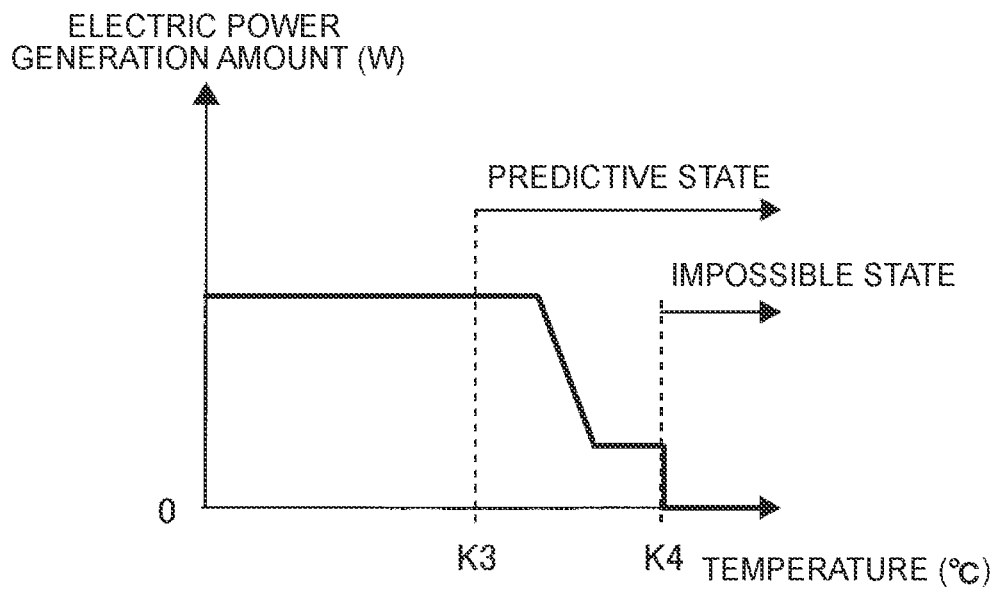 ELECTRIC POWER
GENERATION AMOUNT (W)
PREDICTIVE STATE
IMPOSSIBLE STATE
0
K3
K4
TEMPERATURE (℃)